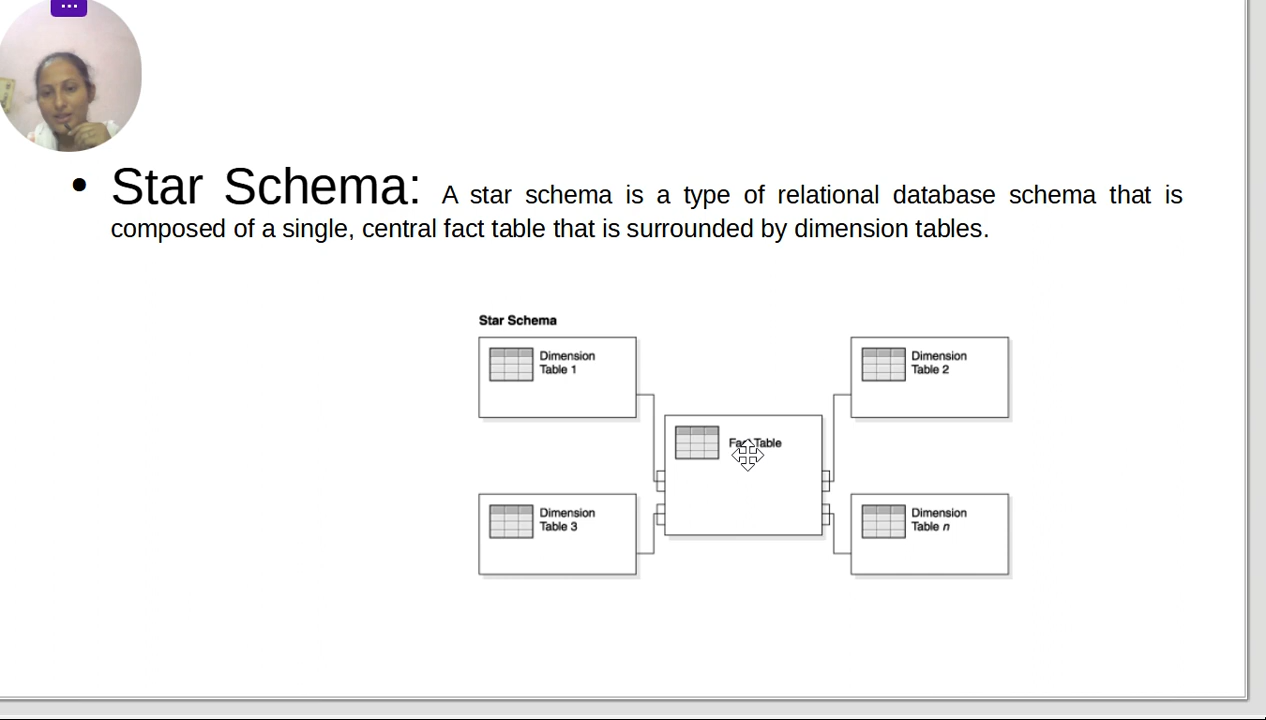 • Star Schema: A star schema is a type of relational database schema that is
composed of a single, central fact table that is surrounded by dimension tables.
Star Schema
Dimension
Table 1
Dimension
Table 2
Fact Table
Dimension
Table 3
Dimension
Table n